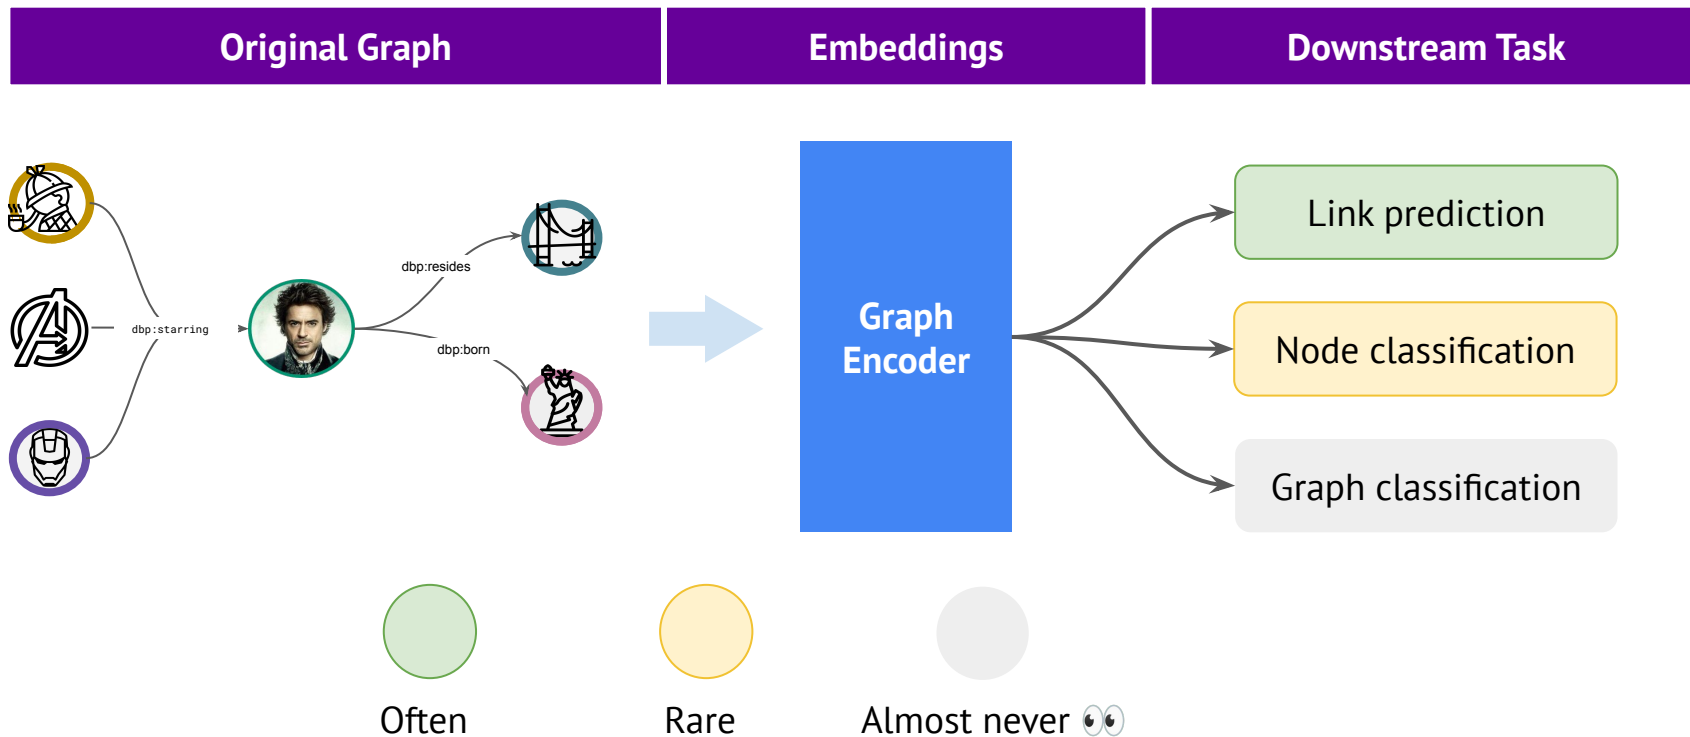 Original Graph
Embeddings
Downstream Task
dbp:starring
dbp:resides
dbp:born
Graph
Encoder
Link prediction
Node classification
Graph classification
Often
Rare
Almost never 👀